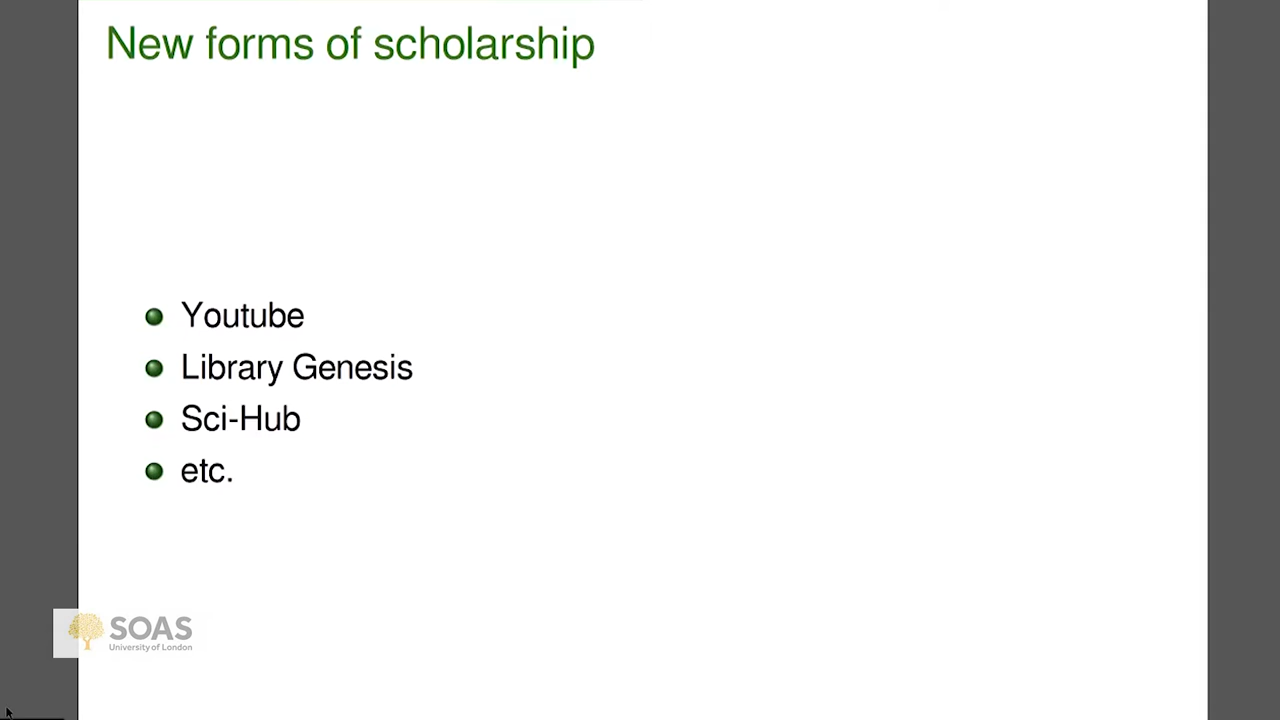 New forms of scholarship
Youtube
Library Genesis
Sci-Hub
etc.
SOAS
University of London